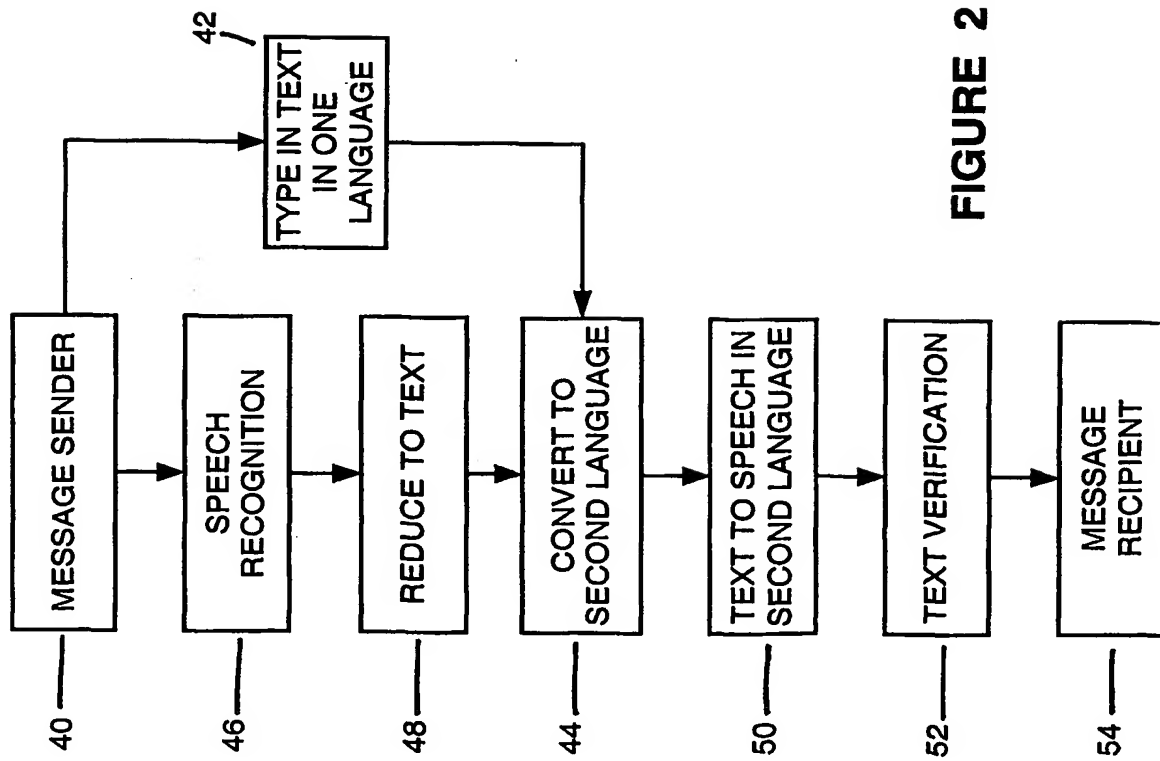 40
MESSAGE SENDER
42
TYPE IN TEXT
IN ONE
LANGUAGE
46
SPEECH
RECOGNITION
48
REDUCE TO TEXT
44
CONVERT TO
SECOND LANGUAGE
50
TEXT TO SPEECH IN
SECOND LANGUAGE
52
TEXT VERIFICATION
54
MESSAGE
RECIPIENT
FIGURE 2